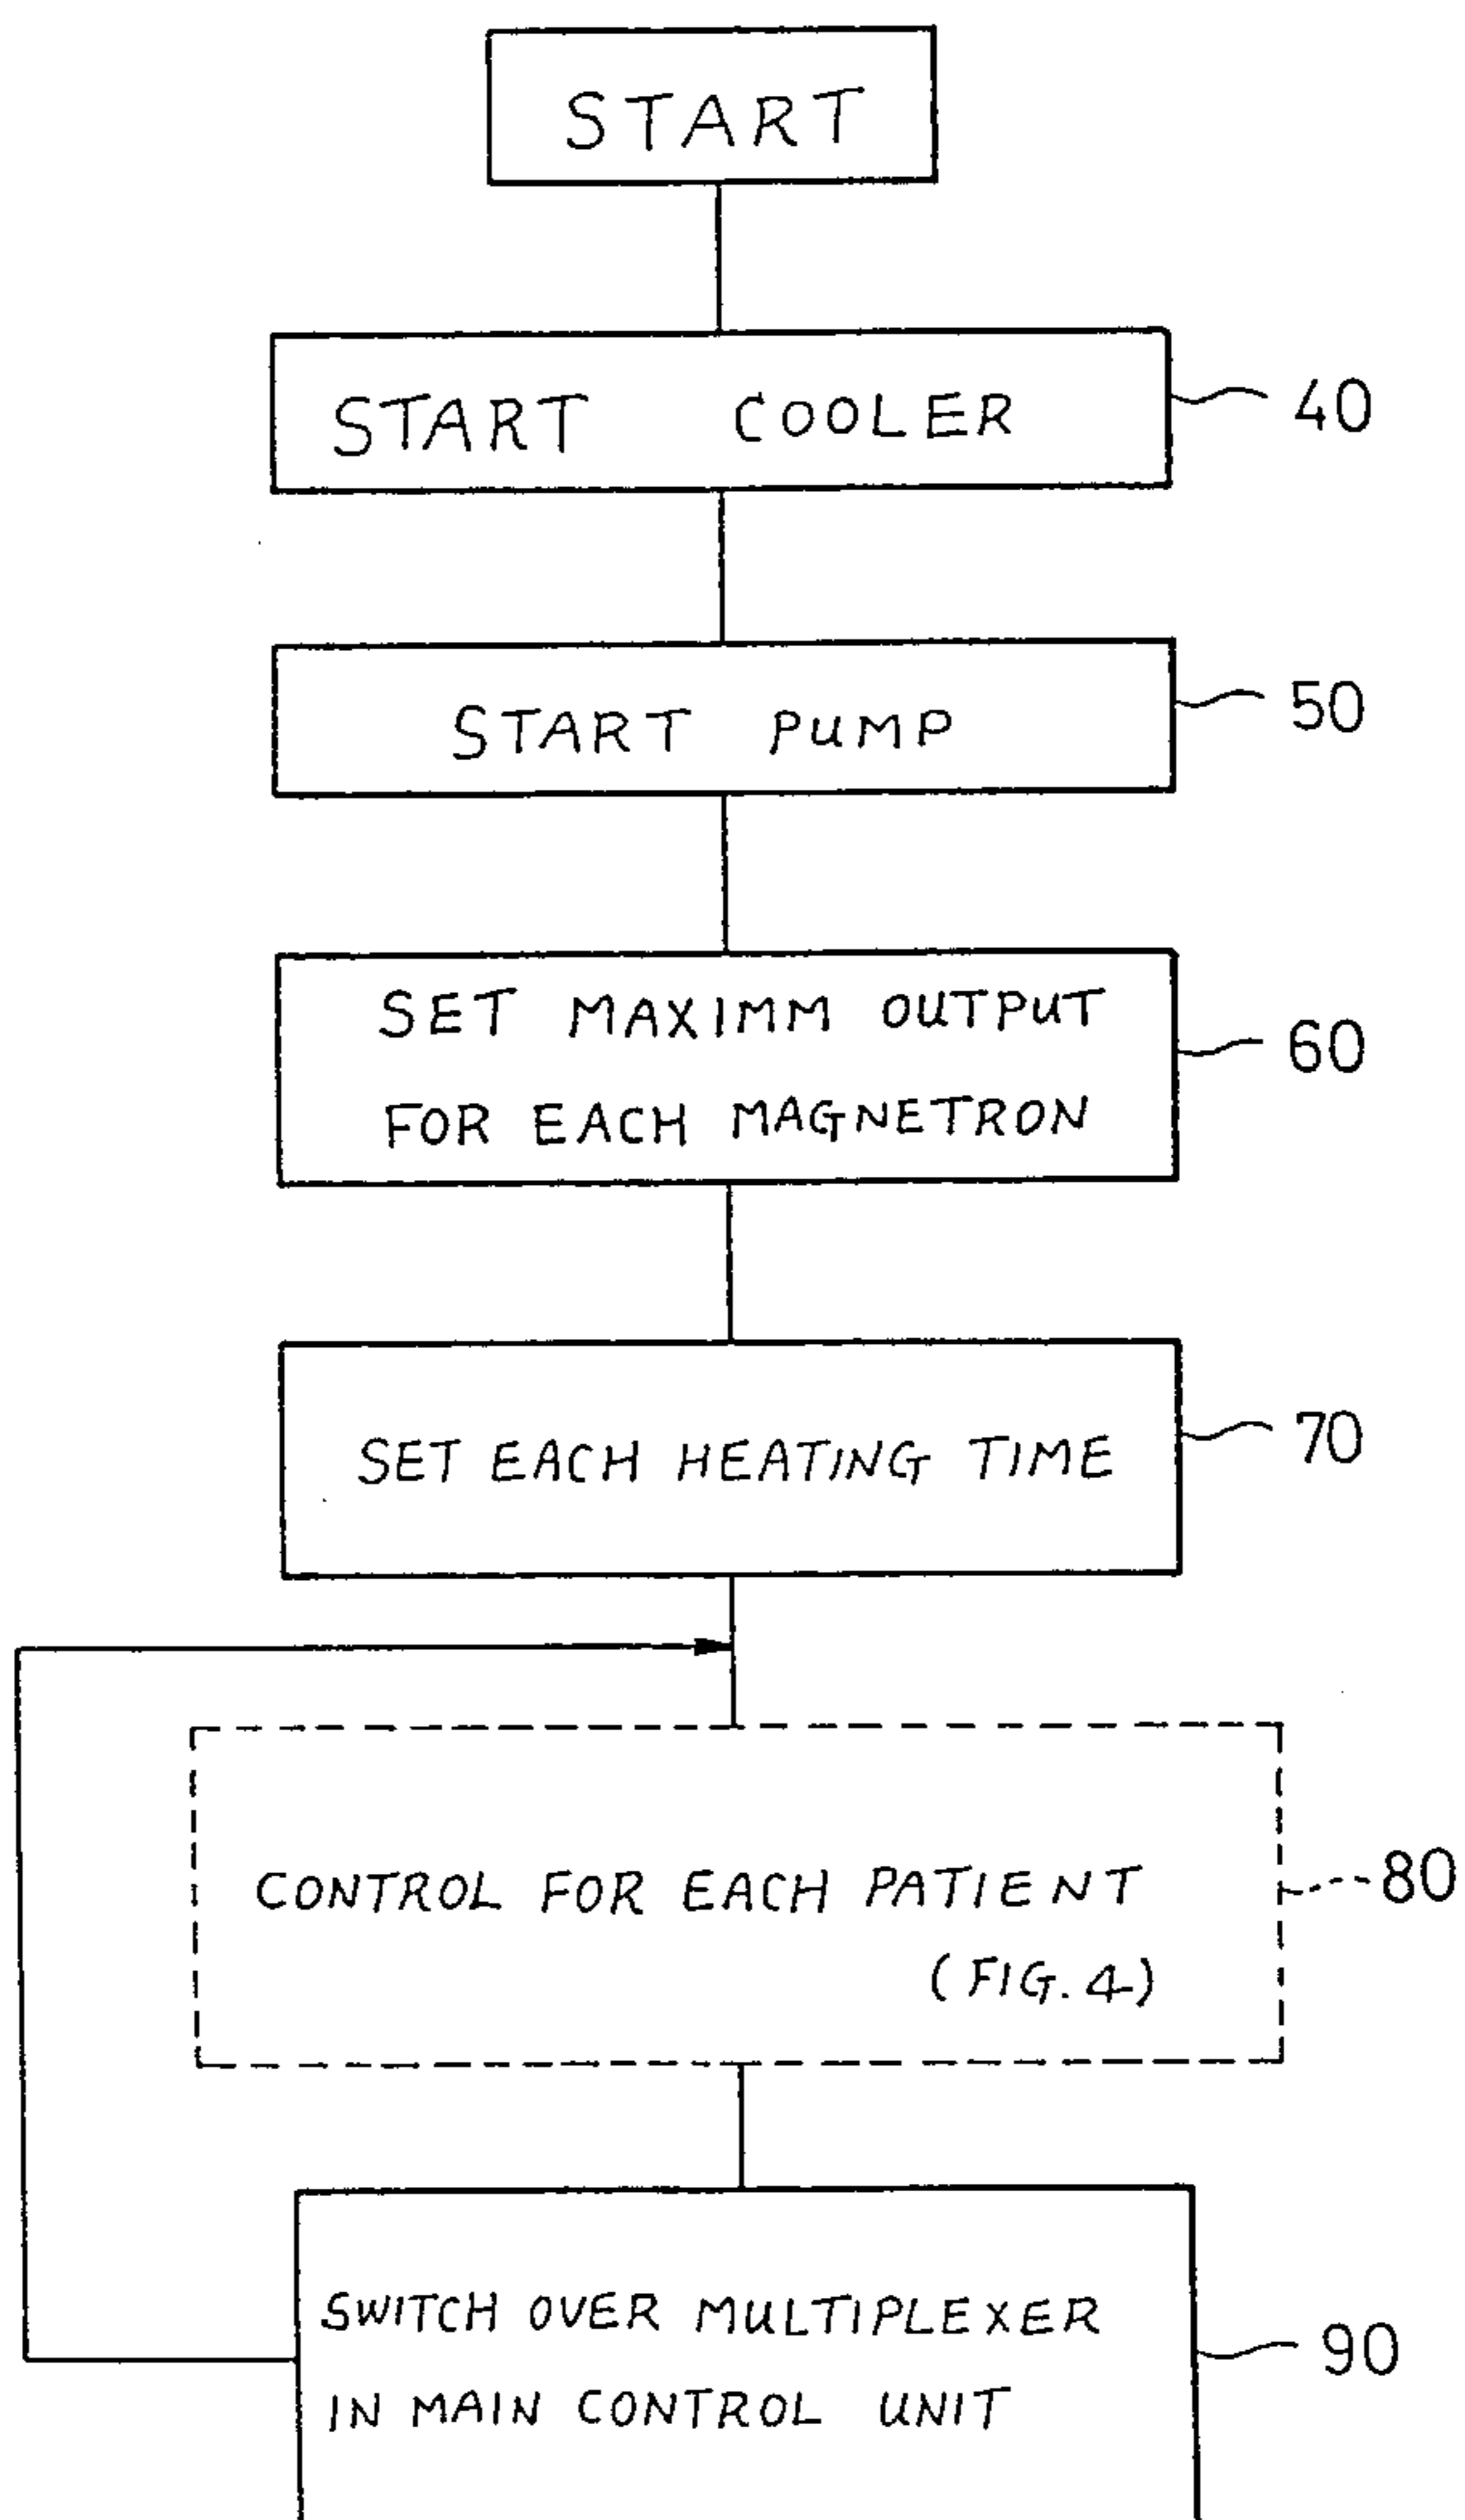 START
START COOLER
40
START PUMP
50
SET MAXIMM OUTPUT
FOR EACH MAGNETRON
60
SET EACH HEATING TIME
70
CONTROL FOR EACH PATIENT
(FIG. 4)
80
SWITCH OVER MULTIPLEXER
IN MAIN CONTROL UNIT
90